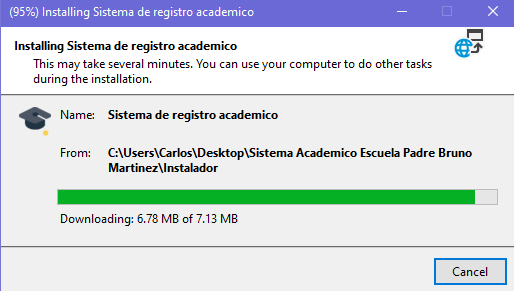 (95%) Installing Sistema de registro academico
Installing Sistema de registro academico
This may take several minutes. You can use your computer to do other tasks
during the installation.
Name: Sistema de registro academico
From: C:\Users\Carlos\Desktop\Sistema Academico Escuela Padre Bruno
Martinez\Instalador
Downloading: 6.78 MB of 7.13 MB
Cancel